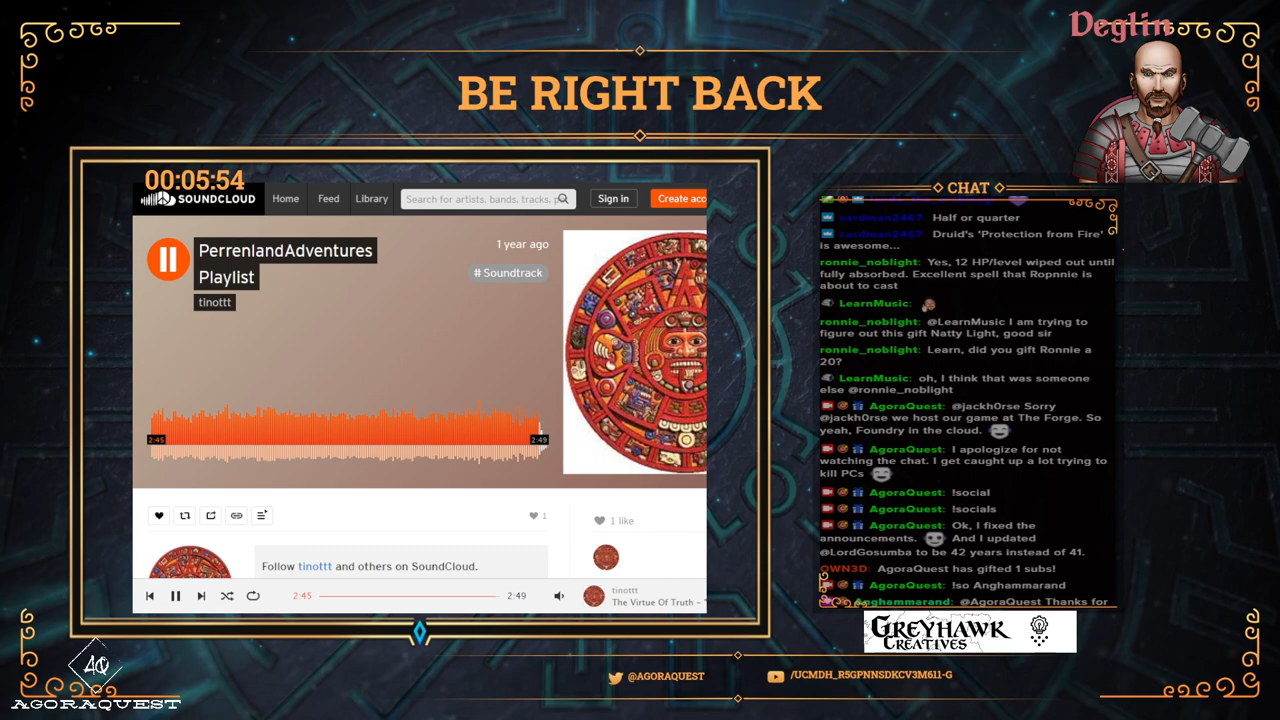 Deglin
BE RIGHT BACK
00:05:54
SOUNDCLOUD
Home
Feed
Library
Search for artists, bands, tracks, p
Sign in
Create acc
PerrenlandAdventures
Playlist
tinottt
1 year ago
# Soundtrack
2:45
2:49
1
1 like
Follow tinottt and others on SoundCloud.
2:45
2:49
tinottt
The Virtue Of Truth - "
CHAT
cardman2467 Half or quarter
cardman2467 Druid's 'Protection from Fire'
is awesome...
ronnie_noblight: Yes, 12 HP/level wiped out until
fully absorbed. Excellent spell that Ropnnie is
about to cast
LearnMusic:
ronnie_noblight: @LearnMusic I am trying to
figure out this gift Natty Light, good sir
ronnie_noblight: Learn, did you gift Ronnie a
20?
LearnMusic: oh, I think that was someone
else @ronnie_noblight
AgoraQuest: @jackh0rse Sorry
@jackh0rse we host our game at The Forge. So
yeah, Foundry in the cloud.
AgoraQuest: I apologize for not
watching the chat. I get caught up a lot trying to
kill PCs
AgoraQuest: !social
AgoraQuest: !socials
AgoraQuest: Ok, I fixed the
announcements. And I updated
@LordGosumba to be 42 years instead of 41.
OWN3D: AgoraQuest has gifted 1 subs!
AgoraQuest: !so Anghammarand
Anghammarand: @AgoraQuest Thanks for
GREYHAWK
CREATIVES
AQ
AGORAQUEST
@AGORAQUEST
/UCMDH_R5GPNNSDKCV3M611-G